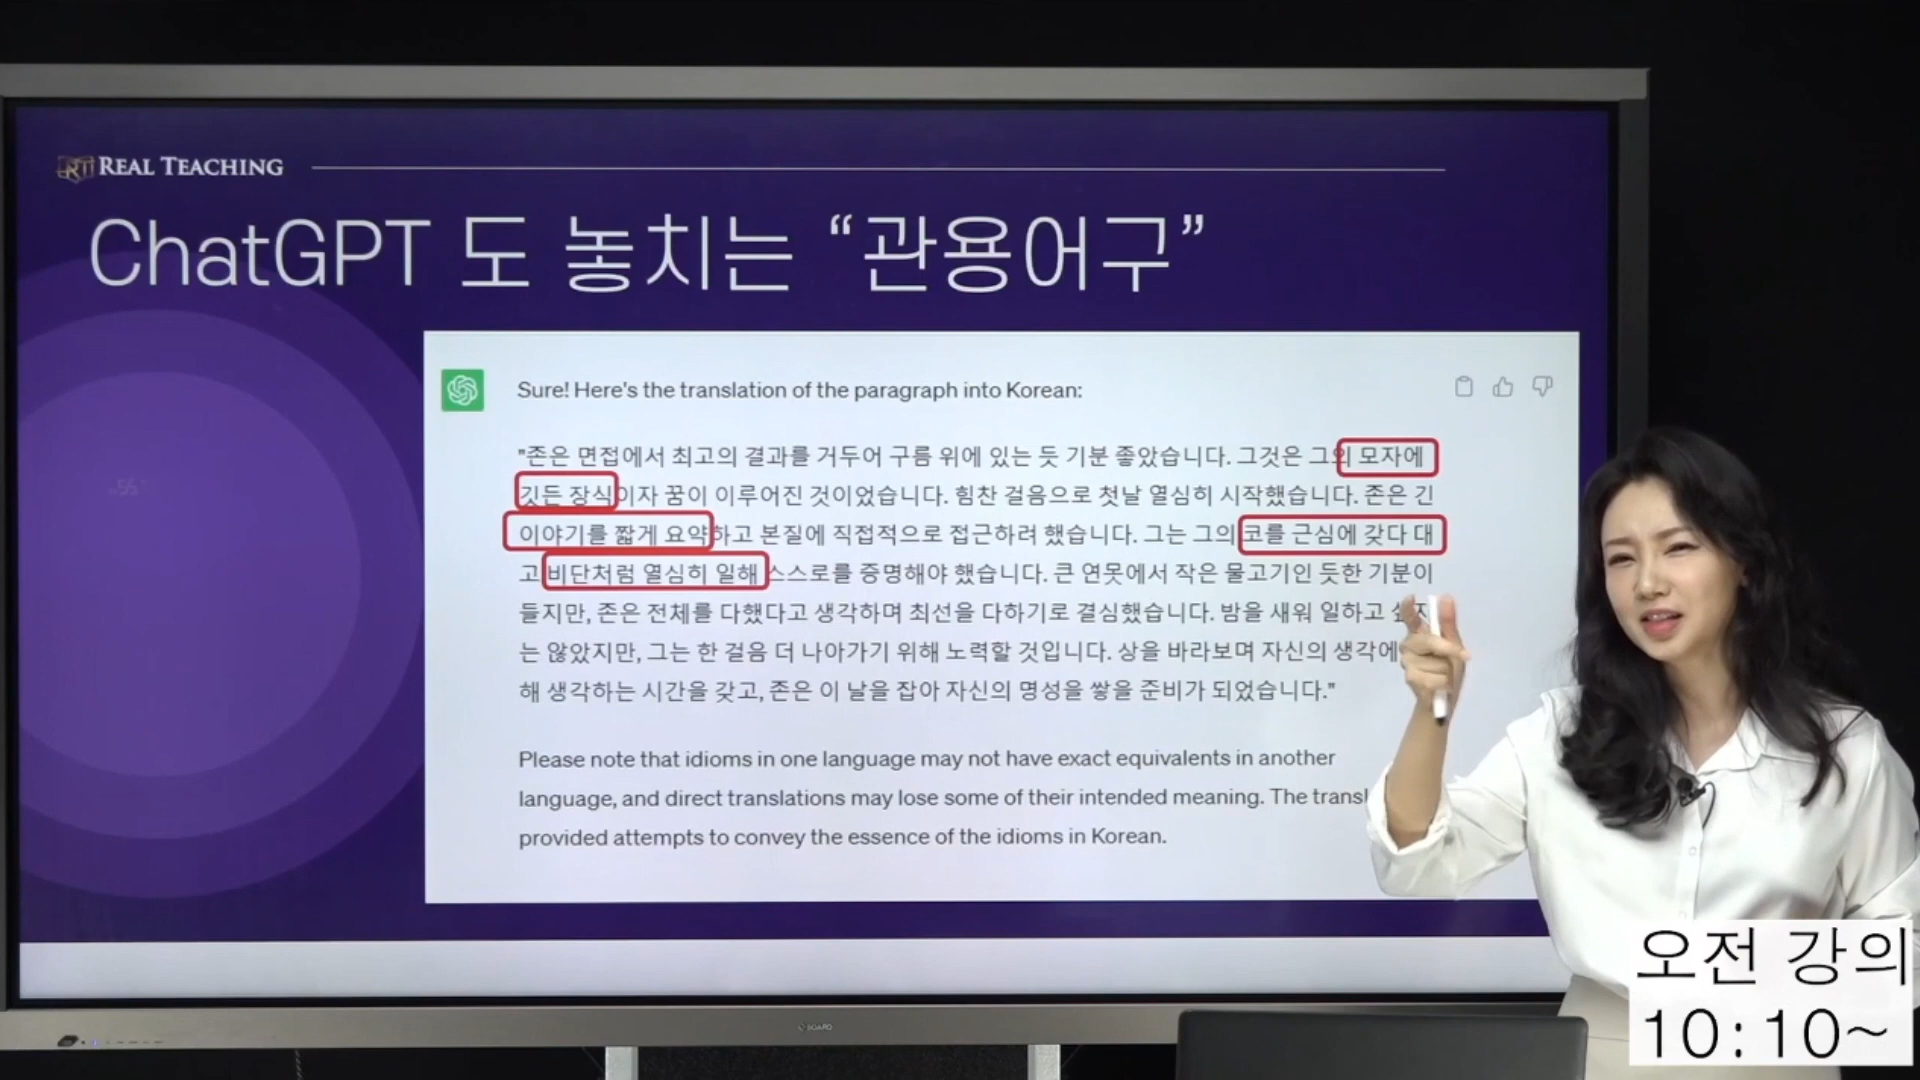 REAL TEACHING
ChatGPT 도 놓치는 “관용어구”
Sure! Here's the translation of the paragraph into Korean:
"존은 면접에서 최고의 결과를 거두어 구름 위에 있는 듯 기분 좋았습니다. 그것은 그의 모자에
깃든 장식이자 꿈이 이루어진 것이었습니다. 힘찬 걸음으로 첫날 열심히 시작했습니다. 존은 긴
이야기를 짧게 요약하고 본질에 직접적으로 접근하려 했습니다. 그는 그의 코를 근심에 갖다 대
고 비단처럼 열심히 일해 스스로를 증명해야 했습니다. 큰 연못에서 작은 물고기인 듯한 기분이
들지만, 존은 전체를 다했다고 생각하며 최선을 다하기로 결심했습니다. 밤을 새워 일하고
는 않았지만, 그는 한 걸음 더 나아가기 위해 노력할 것입니다. 상을 바라보며 자신의 생각에
해 생각하는 시간을 갖고, 존은 이 날을 잡아 자신의 명성을 쌓을 준비가 되었습니다."
Please note that idioms in one language may not have exact equivalents in another
language, and direct translations may lose some of their intended meaning. The transl
provided attempts to convey the essence of the idioms in Korean.
오전 강의
10:10~